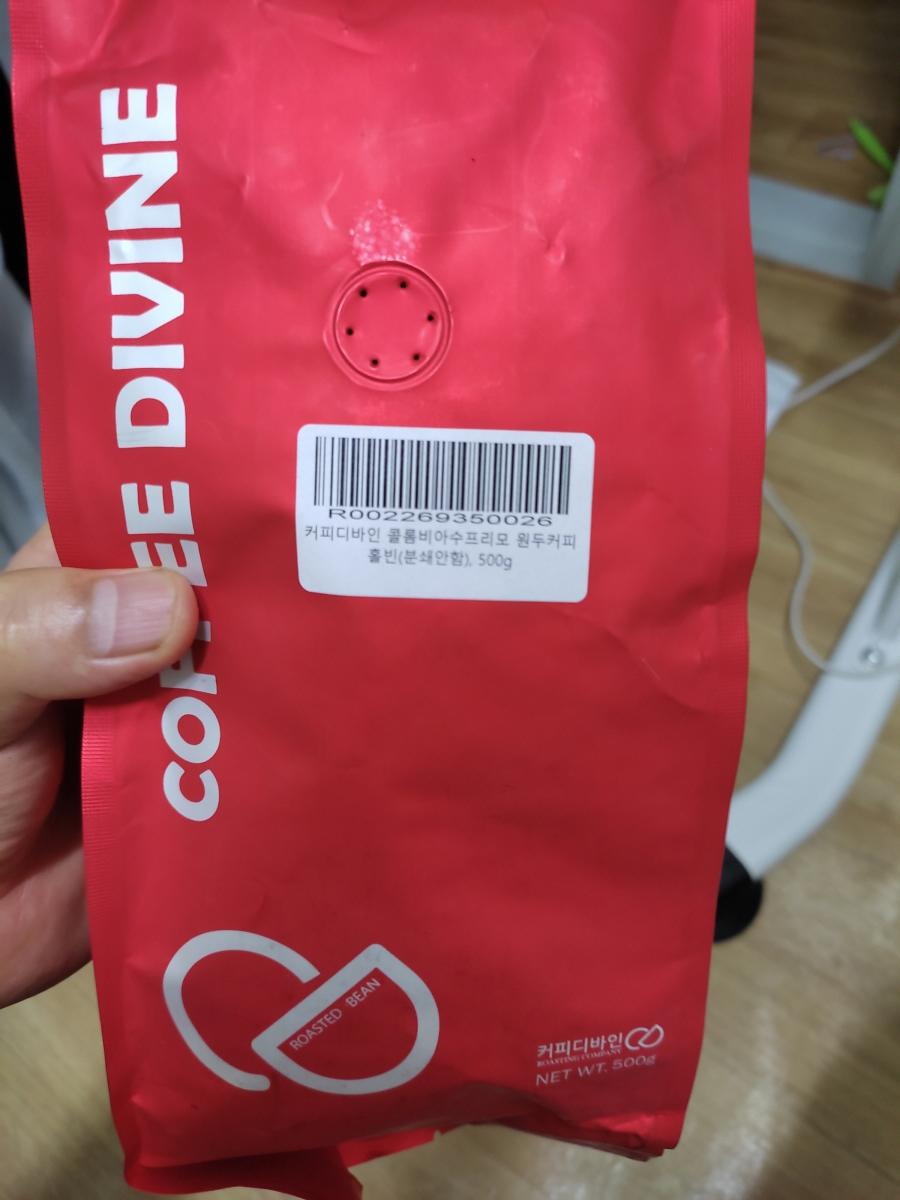 COFFEE DIVINE
R002269350026
커피디바인 콜롬비아수프리모 원두커피
홀빈(분쇄안함), 500g
ROASTED BEAN
커피디바인
ROASTING COMPANY
NET WT. 500g